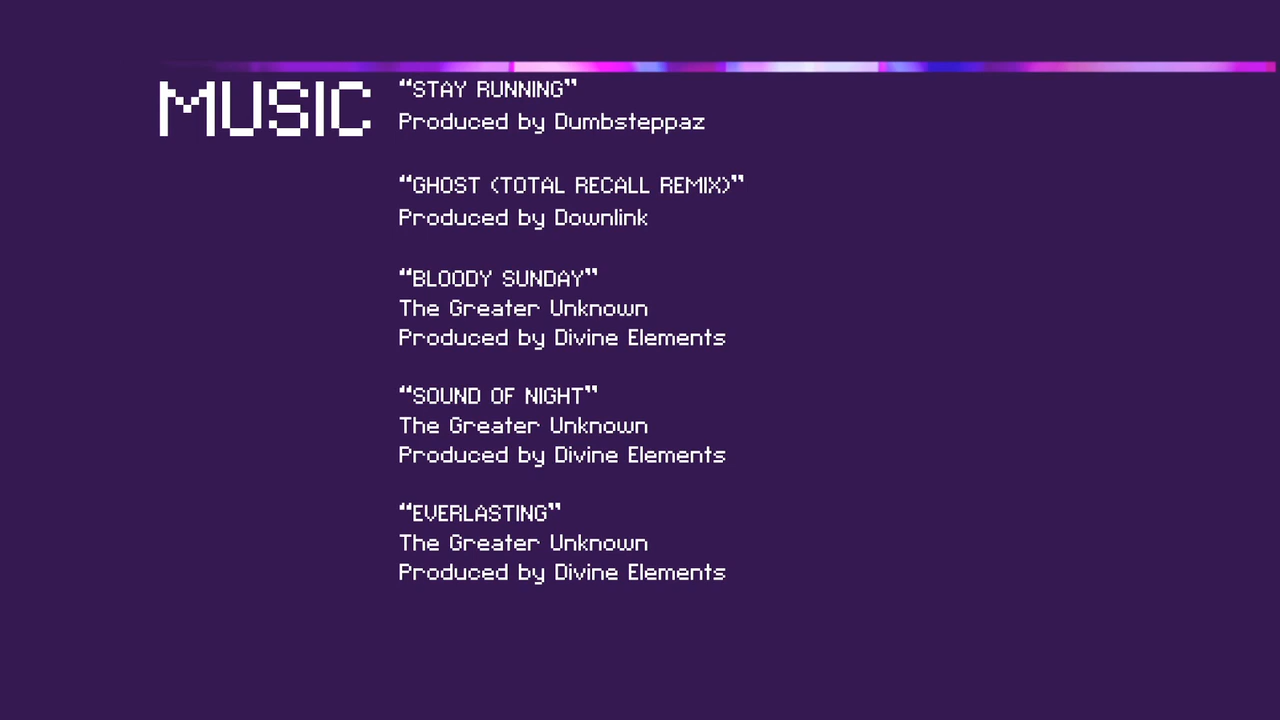 MUSIC
“STAY RUNNING”
Produced by Dumbsteppaz
“GHOST (TOTAL RECALL REMIX)”
Produced by Downlink
“BLOODY SUNDAY”
The Greater Unknown
Produced by Divine Elements
“SOUND OF NIGHT”
The Greater Unknown
Produced by Divine Elements
“EVERLASTING”
The Greater Unknown
Produced by Divine Elements